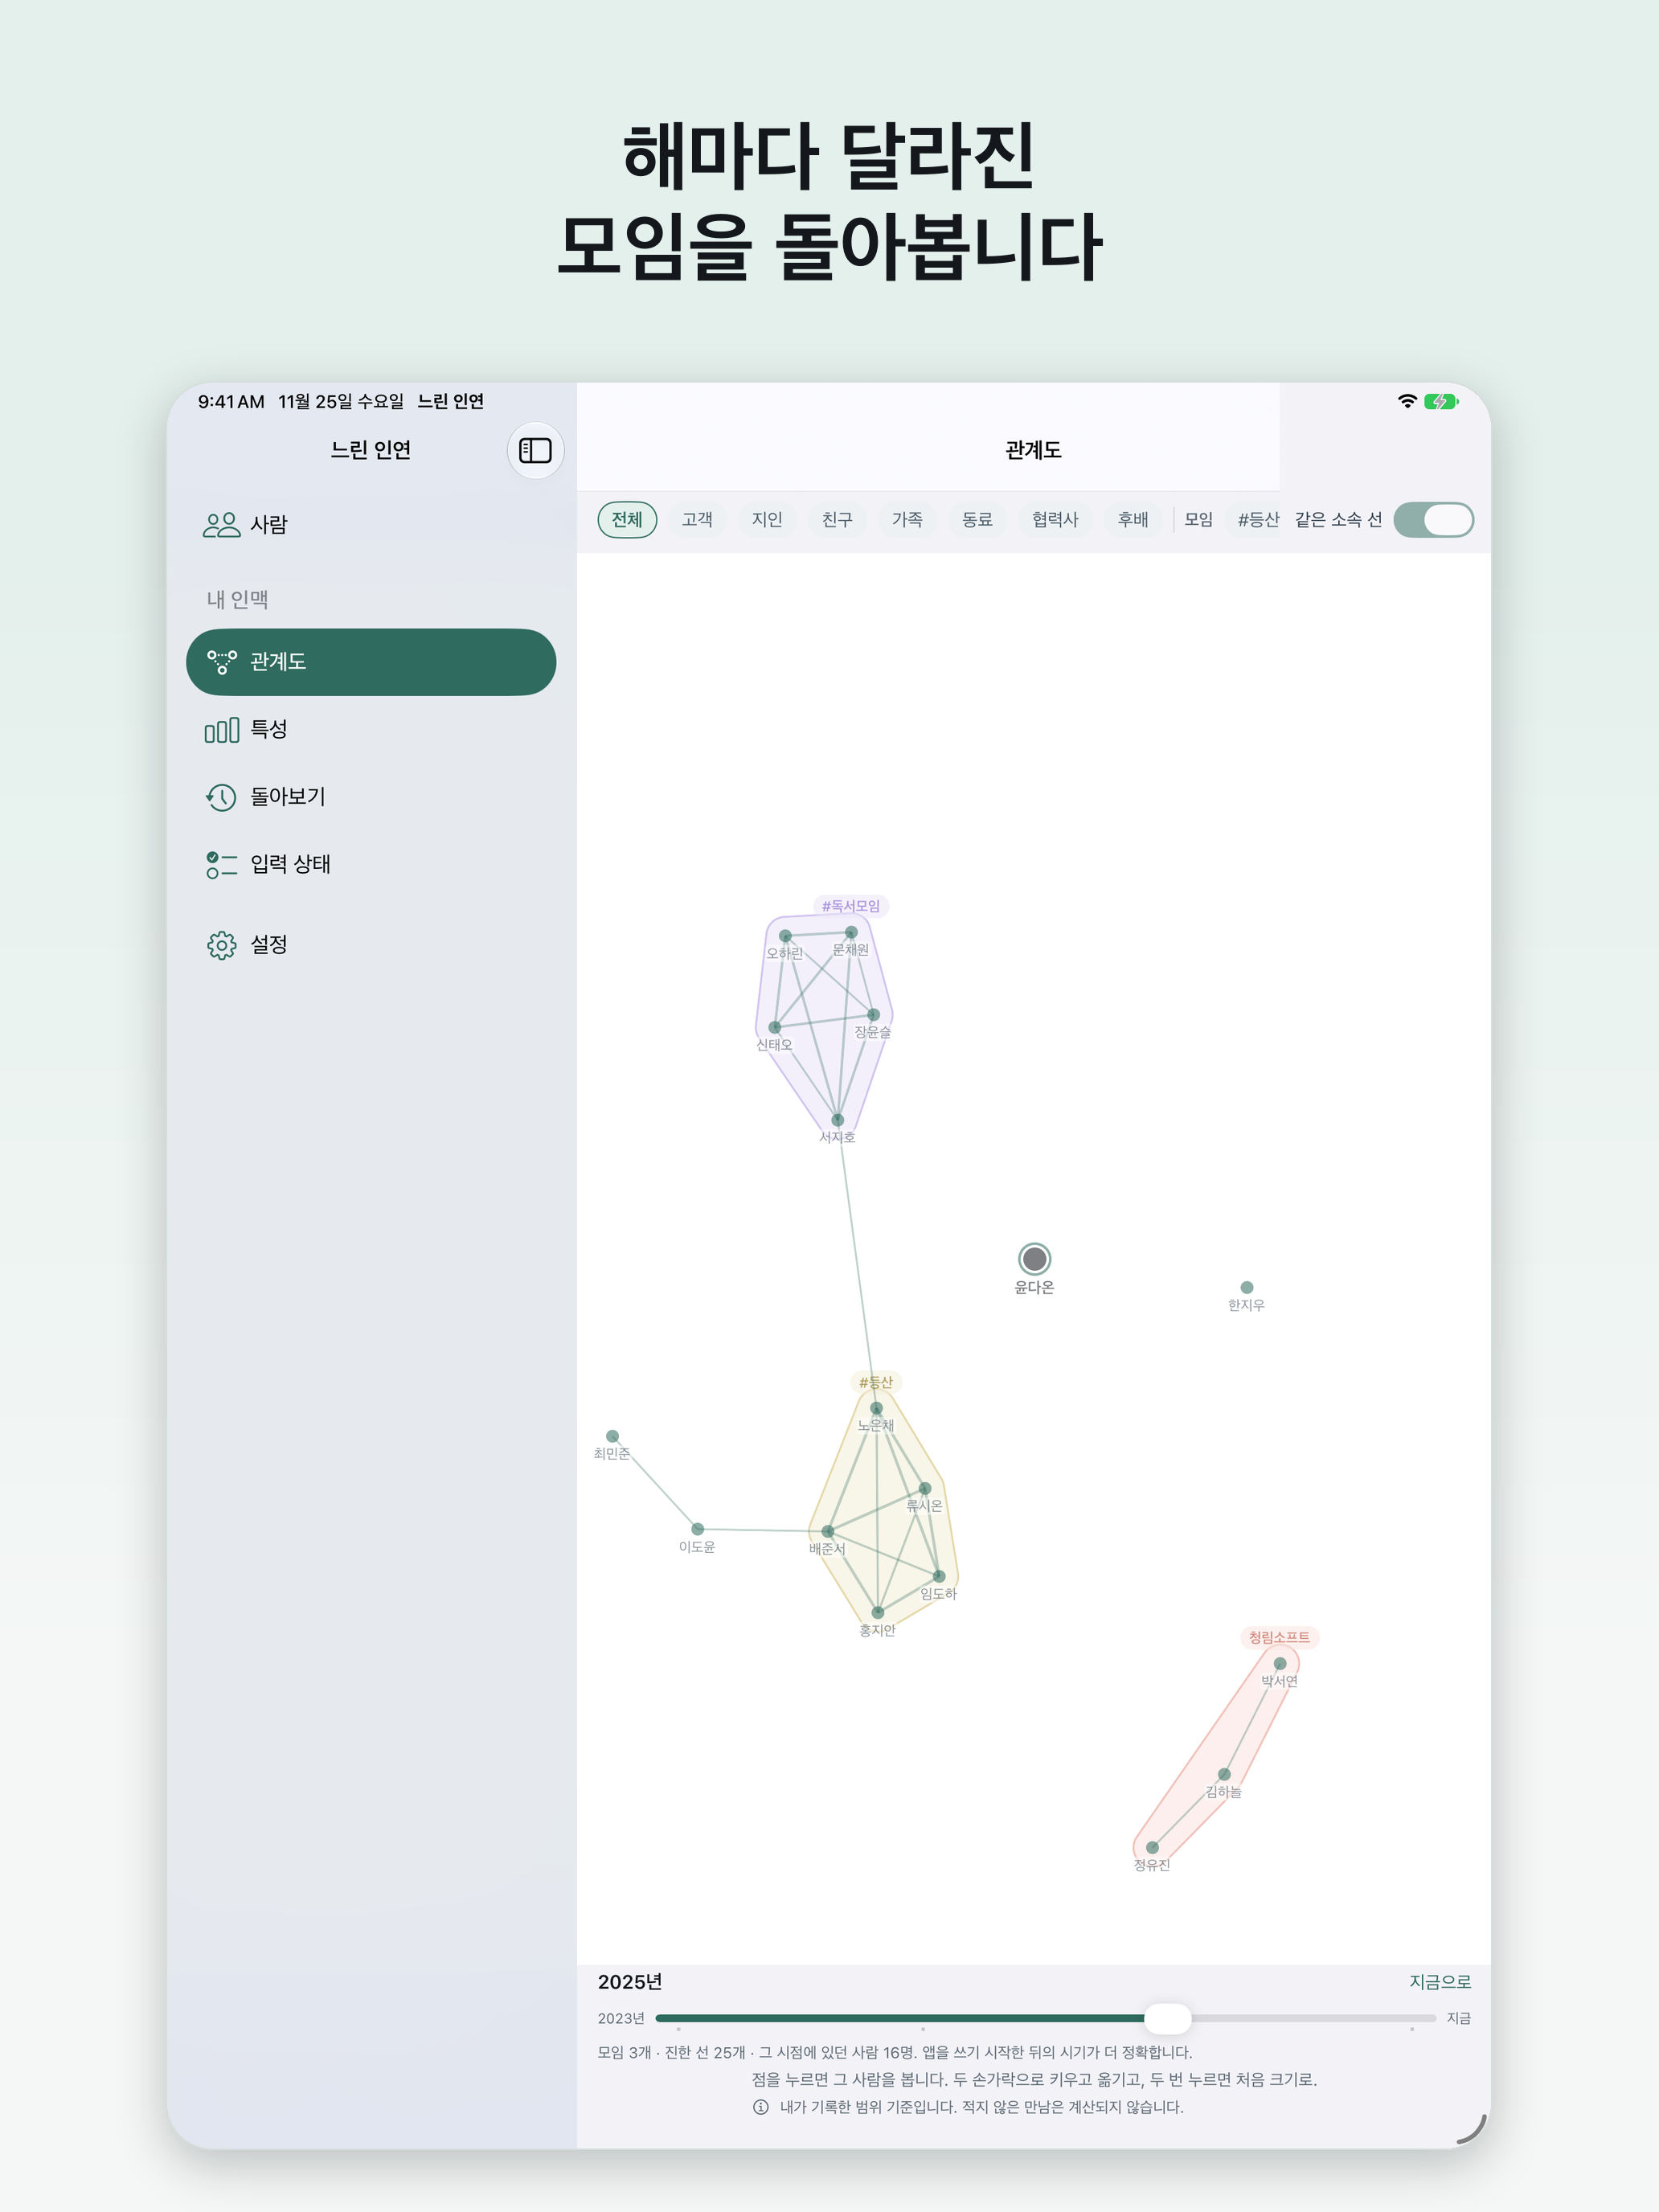 해마다 달라진
모임을 돌아봅니다
9:41 AM 11월 25일 수요일 느린 인연
느린 인연
관계도
사람
내 인맥
관계도
특성
돌아보기
입력 상태
설정
전체 고객 지인 친구 가족 동료 협력사 후배 모임 #등산 같은 소속 선
#독서모임
오하린 문채원
장윤슬
신태오
서지호
윤다온
한지우
#등산
노은채
최민준
류시온
이도윤
배준서
임도하
홍지안
청림소프트
박서연
김하늘
정유진
2025년 지금으로
2023년 지금
모임 3개 · 진한 선 25개 · 그 시점에 있던 사람 16명. 앱을 쓰기 시작한 뒤의 시기가 더 정확합니다.
점을 누르면 그 사람을 봅니다. 두 손가락으로 키우고 옮기고, 두 번 누르면 처음 크기로.
내가 기록한 범위 기준입니다. 적지 않은 만남은 계산되지 않습니다.